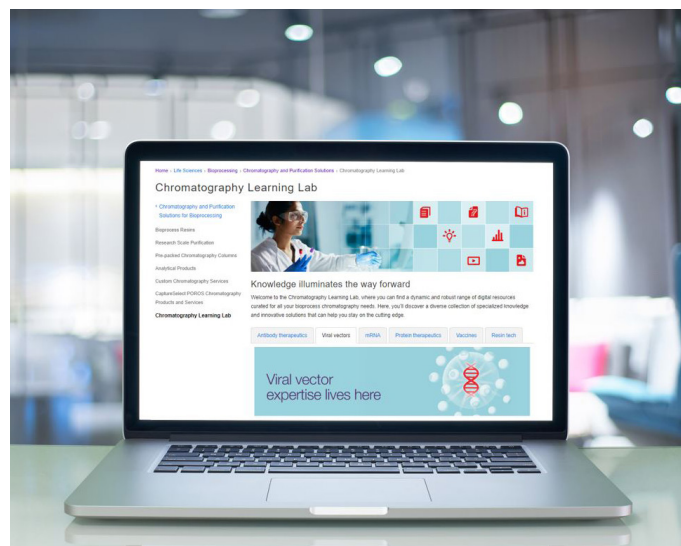 Home › Life Sciences › Bioprocessing › Chromatography and Purification Solutions › Chromatography Learning Lab
Chromatography Learning Lab
‹ Chromatography and Purification
Solutions for Bioprocessing
Bioprocess Resins
Research Scale Purification
Pre-packed Chromatography Columns
Analytical Products
Custom Chromatography Services
CaptureSelect POROS Chromatography
Products and Services
Chromatography Learning Lab
Knowledge illuminates the way forward
Welcome to the Chromatography Learning Lab, where you can find a dynamic and robust range of digital resources
curated for all your bioprocess chromatography needs. Here, you'll discover a diverse collection of specialized knowledge
and innovative solutions that can help you stay on the cutting edge.
Antibody therapeutics Viral vectors mRNA Protein therapeutics Vaccines Resin tech
Viral vector
expertise lives here